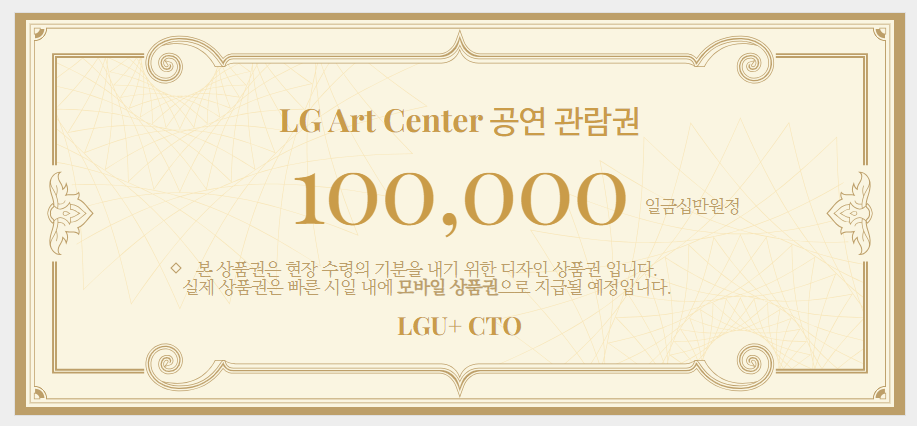 LG Art Center 공연 관람권
100,000 일금십만원정
◇ 본 상품권은 현장 수령의 기분을 내기 위한 디자인 상품권 입니다.
실제 상품권은 빠른 시일 내에 모바일 상품권으로 지급될 예정입니다.
LGU+ CTO